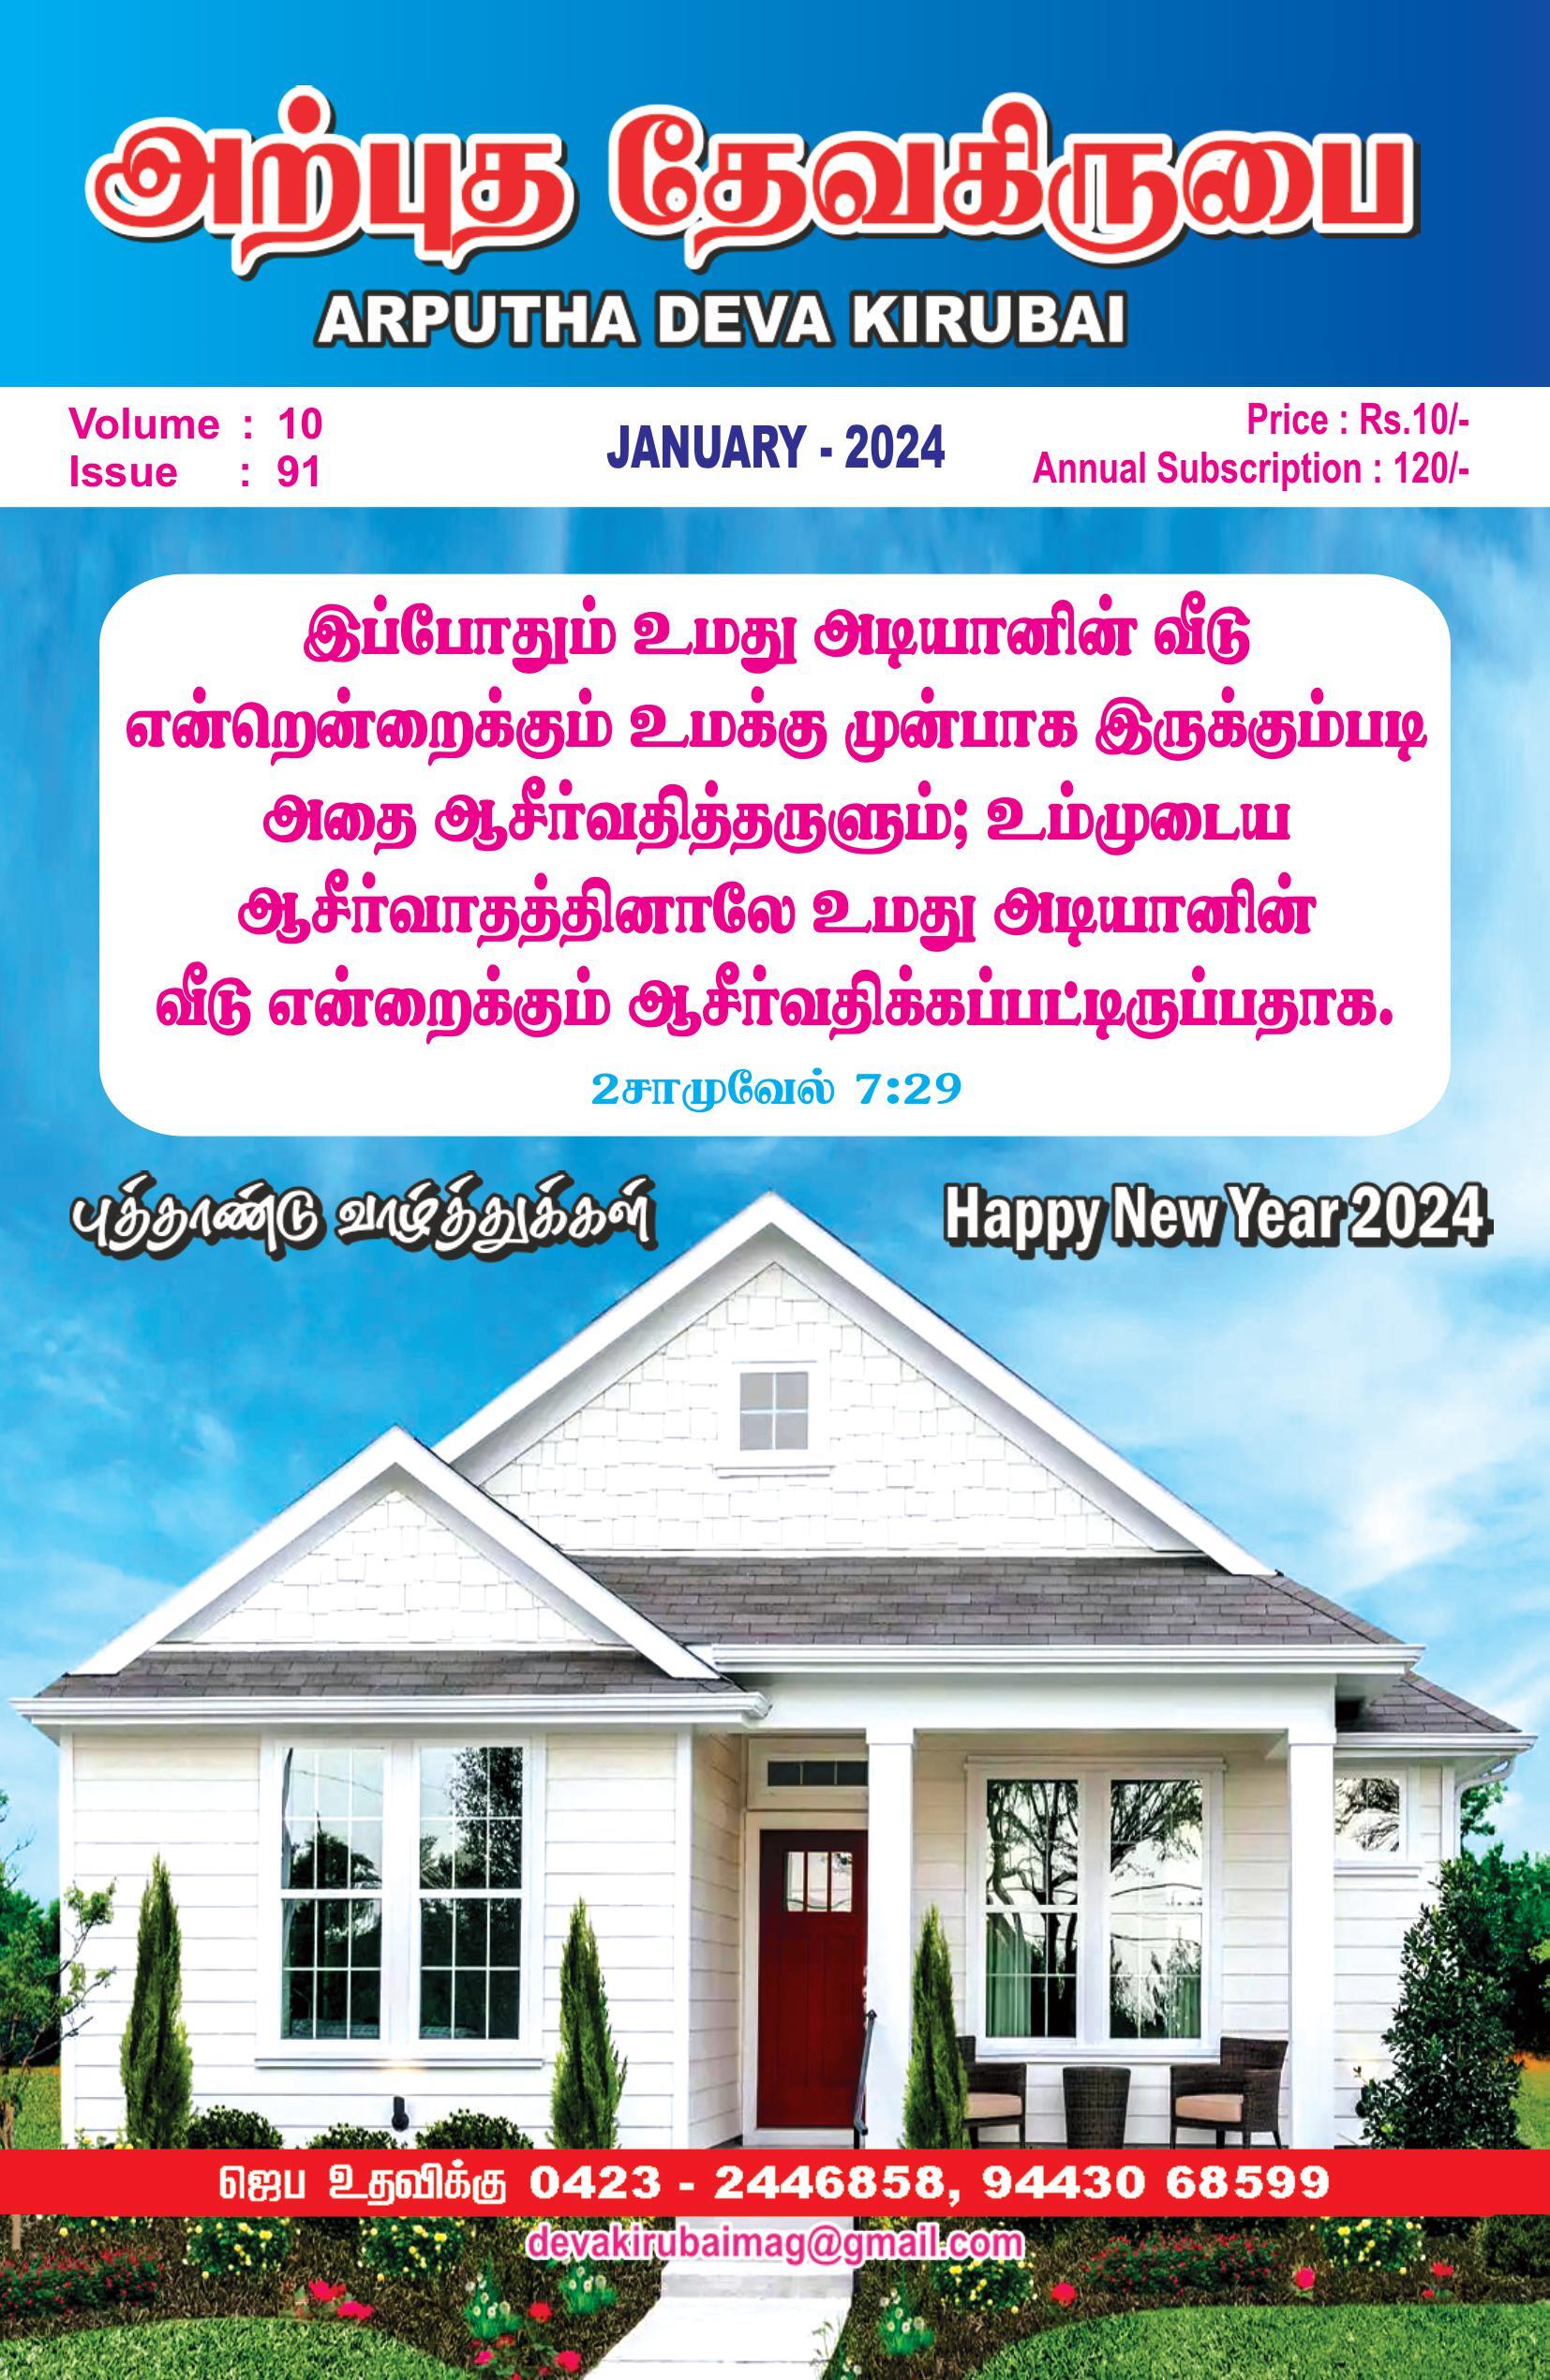 அற்புத தேவகிருபை
ARPUTHA DEVA KIRUBAI
Volume : 10
Issue : 91
JANUARY - 2024
Price : Rs.10/-
Annual Subscription : 120/-
இப்போதும் உமது அடியானின் வீடு
என்றென்றைக்கும் உமக்கு முன்பாக இருக்கும்படி
அதை ஆசீர்வதித்தருளும்; உம்முடைய
ஆசீர்வாதத்தினாலே உமது அடியானின்
வீடு என்றைக்கும் ஆசீர்வதிக்கப்பட்டிருப்பதாக.
2சாமுவேல் 7:29
புத்தாண்டு வாழ்த்துக்கள்
Happy New Year 2024
ஜெப உதவிக்கு 0423 - 2446858, 94430 68599
devakirubaimag@gmail.com